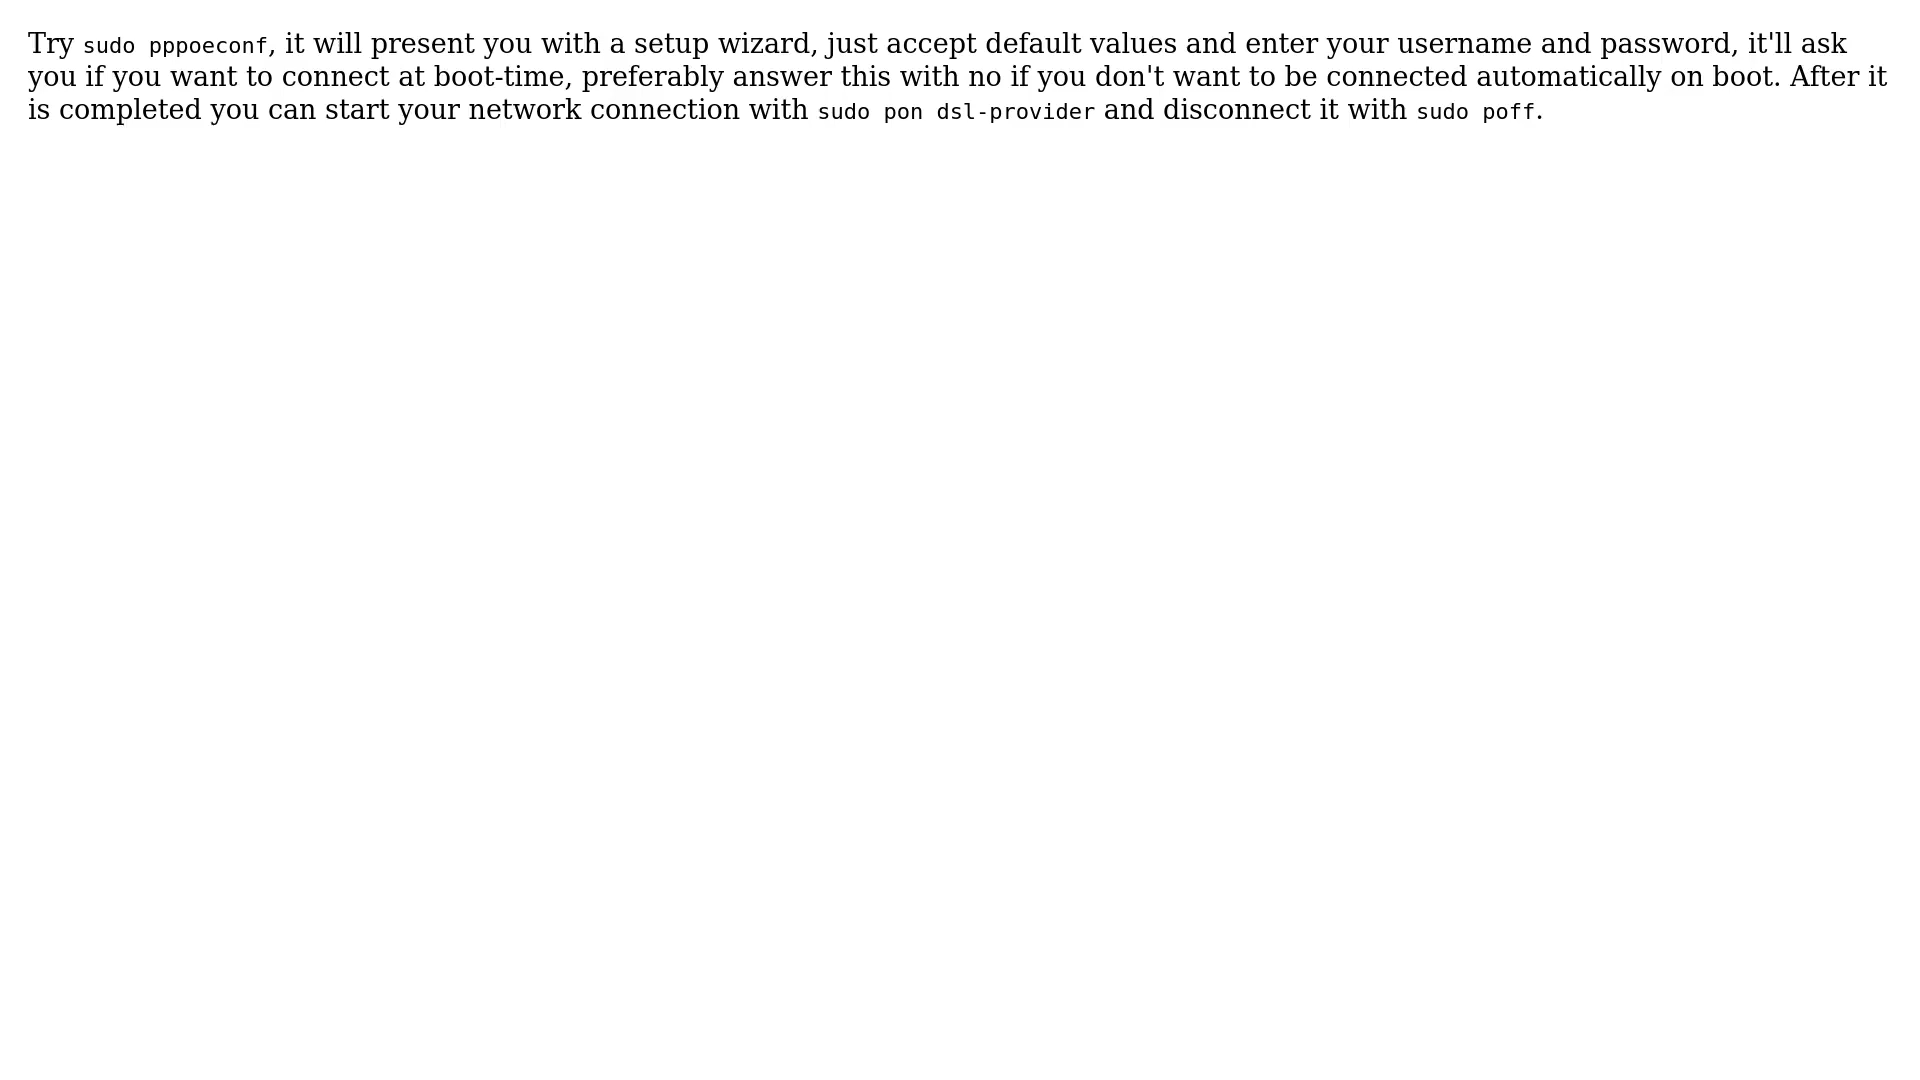 Try sudo pppoeconf, it will present you with a setup wizard, just accept default values and enter your username and password, it'll ask
you if you want to connect at boot-time, preferably answer this with no if you don't want to be connected automatically on boot. After it
is completed you can start your network connection with sudo pon dsl-provider and disconnect it with sudo poff.